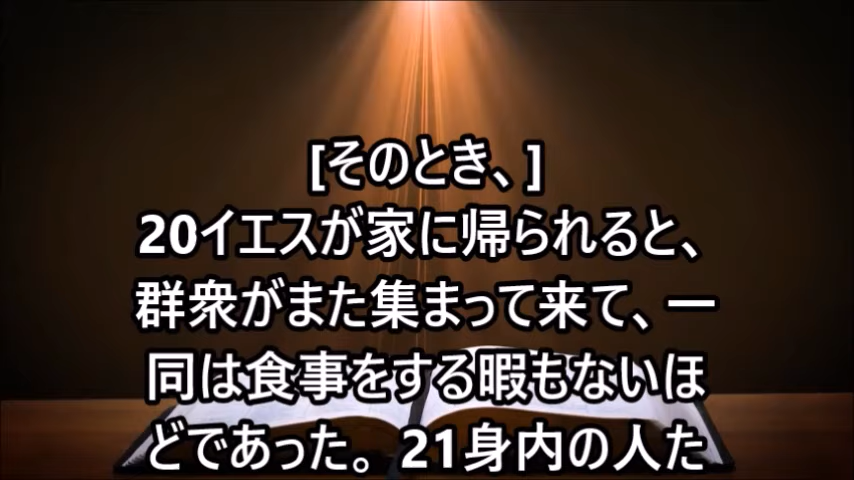 [そのとき、]
20イエスが家に帰られると、
群衆がまた集まって来て、一
同は食事をする暇もないほ
どであった。21身内の人た